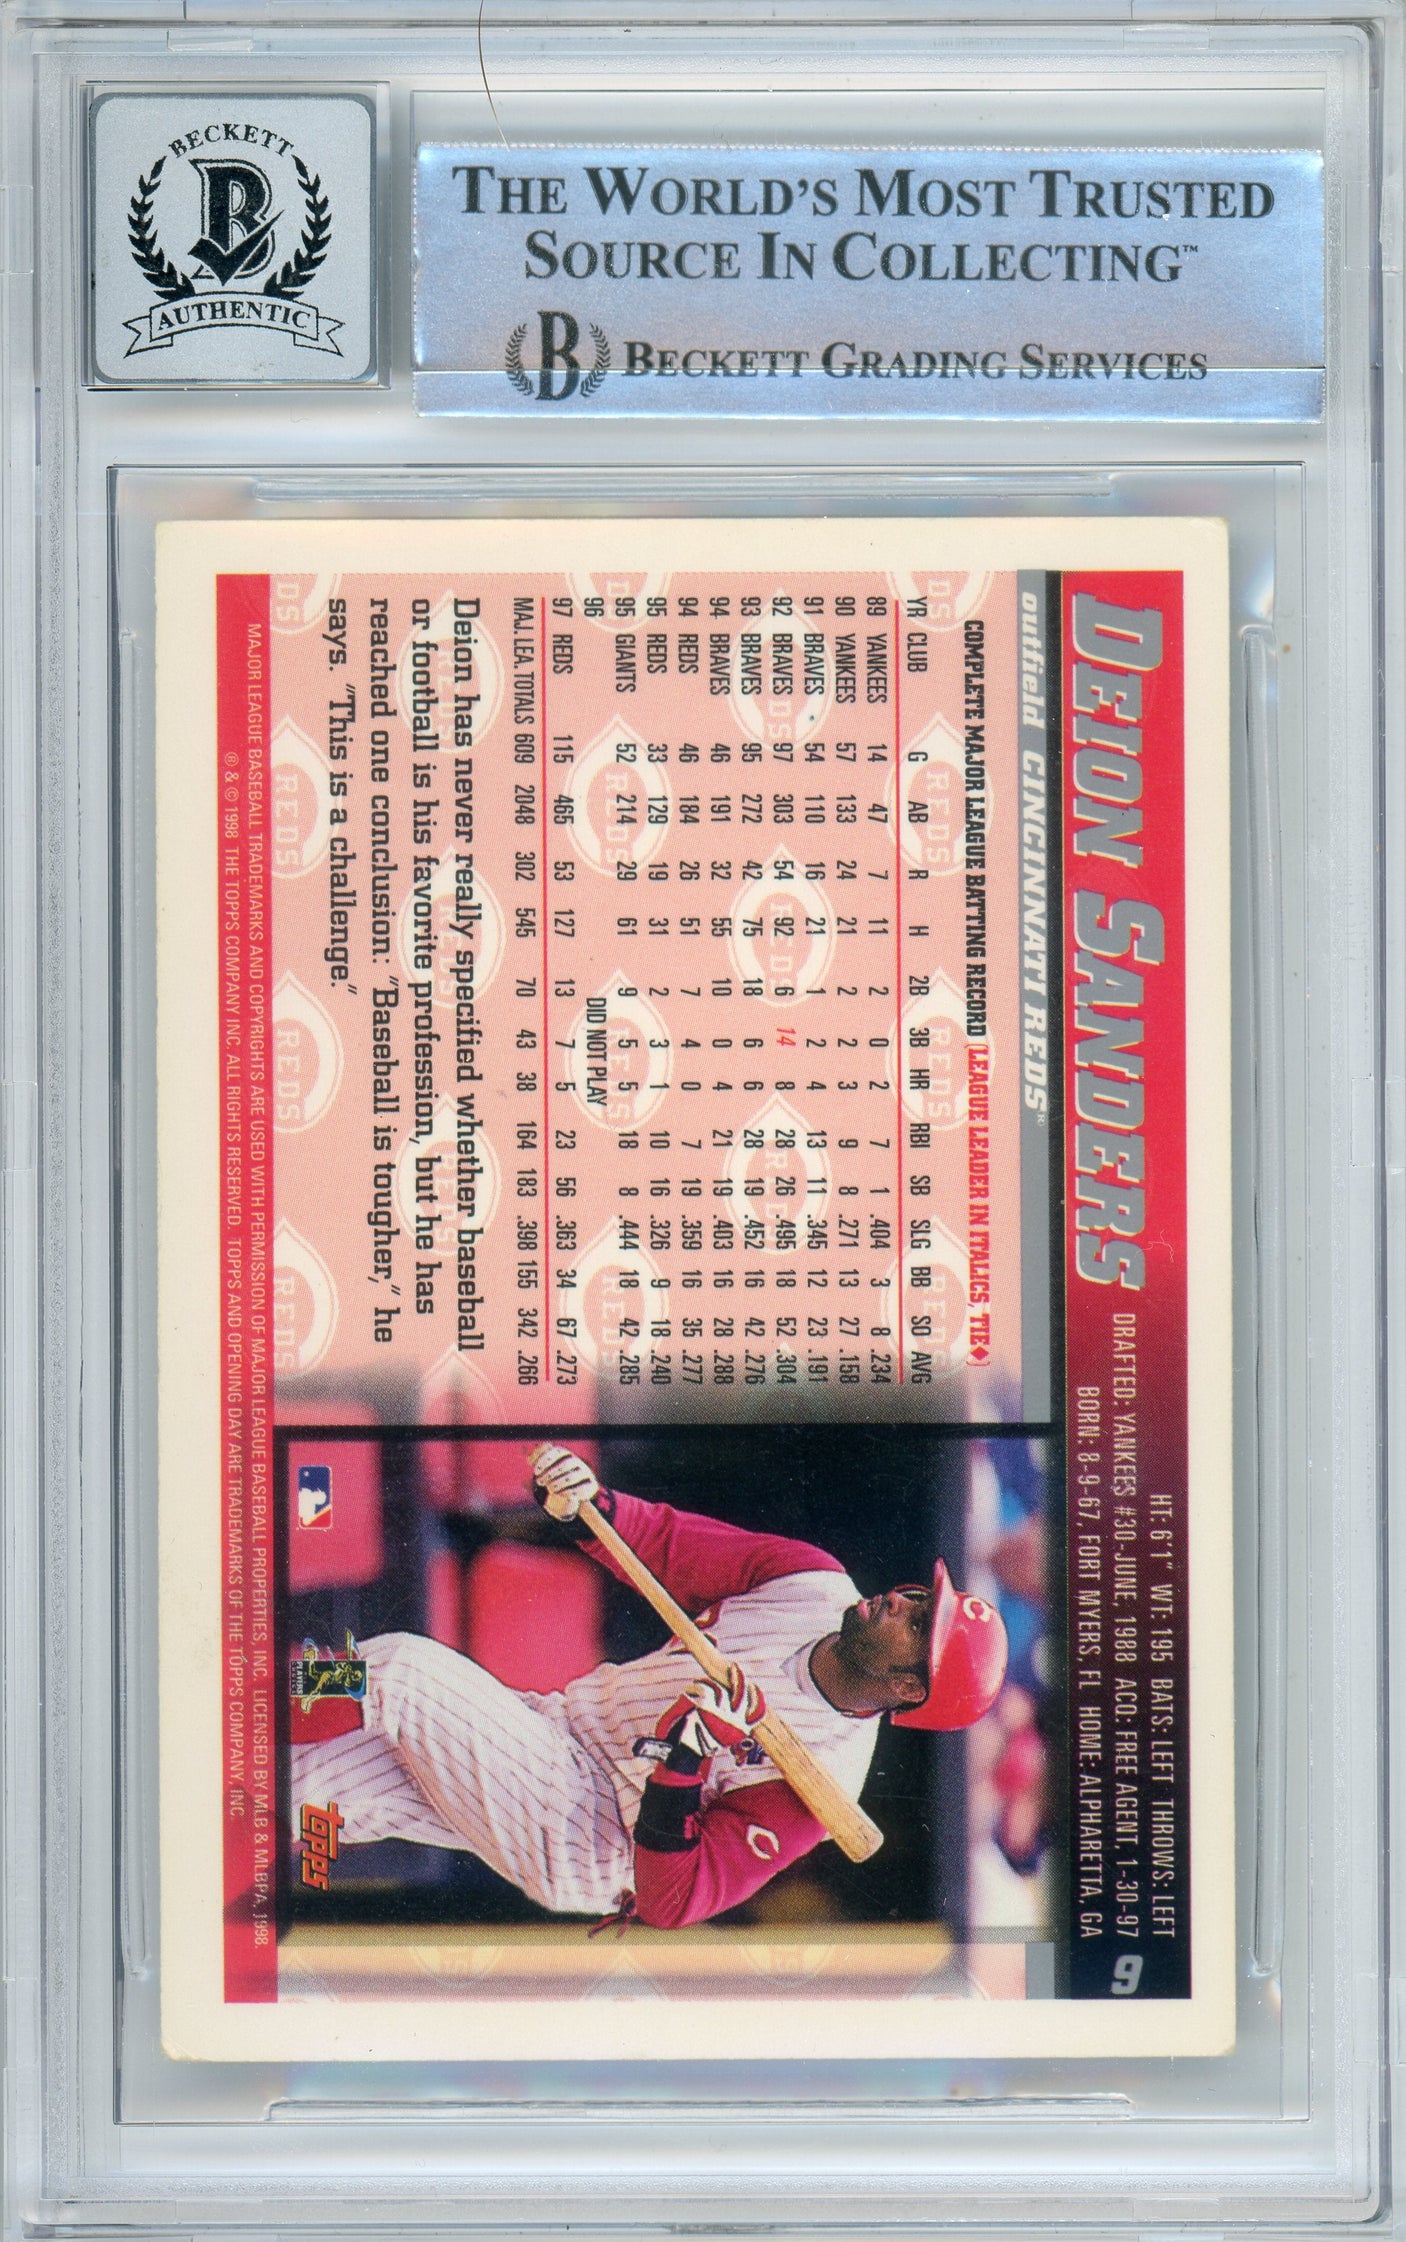 BECKETT
B
AUTHENTIC
THE WORLD'S MOST TRUSTED
SOURCE IN COLLECTING™
B BECKETT GRADING SERVICES
DEION SANDERS
outfield CINCINNATI REDS®
HT: 6'1" WT: 195 BATS: LEFT THROWS: LEFT
DRAFTED: YANKEES #30-JUNE, 1988 ACQ: FREE AGENT, 1-30-97
BORN: 8-9-67, FORT MYERS, FL HOME: ALPHARETTA, GA
9
COMPLETE MAJOR LEAGUE BATTING RECORD (LEAGUE LEADER IN ITALICS, TIE◆)
YR CLUB G AB R H 2B 3B HR RBI SB SLG BB SO AVG
89 YANKEES 14 47 7 11 2 0 2 7 1 .404 3 8 .234
90 YANKEES 57 133 24 21 2 2 3 9 8 .271 13 27 .158
91 BRAVES 54 110 16 21 1 2 4 13 11 .345 12 23 .191
92 BRAVES 97 303 54 92 6 14 8 28 26 .495 18 52 .304
93 BRAVES 95 272 42 75 18 6 6 28 19 .452 16 42 .276
94 BRAVES 46 191 32 55 10 0 4 21 19 .403 16 28 .288
94 REDS 46 184 26 51 7 4 0 7 19 .359 16 35 .277
95 REDS 33 129 19 31 2 3 1 10 16 .326 9 18 .240
95 GIANTS 52 214 29 61 9 5 5 18 8 .444 18 42 .285
96 DID NOT PLAY
97 REDS 115 465 53 127 13 7 5 23 56 .363 34 67 .273
MAJ. LEA. TOTALS 609 2048 302 545 70 43 38 164 183 .398 155 342 .266
Deion has never really specified whether baseball
or football is his favorite profession, but he has
reached one conclusion: "Baseball is tougher," he
says. "This is a challenge."
PLAYERS
topps
MAJOR LEAGUE BASEBALL TRADEMARKS AND COPYRIGHTS ARE USED WITH PERMISSION OF MAJOR LEAGUE BASEBALL PROPERTIES, INC. LICENSED BY MLB & MLBPA, 1998.
® & © 1998 THE TOPPS COMPANY INC. ALL RIGHTS RESERVED. TOPPS AND OPENING DAY ARE TRADEMARKS OF THE TOPPS COMPANY, INC.